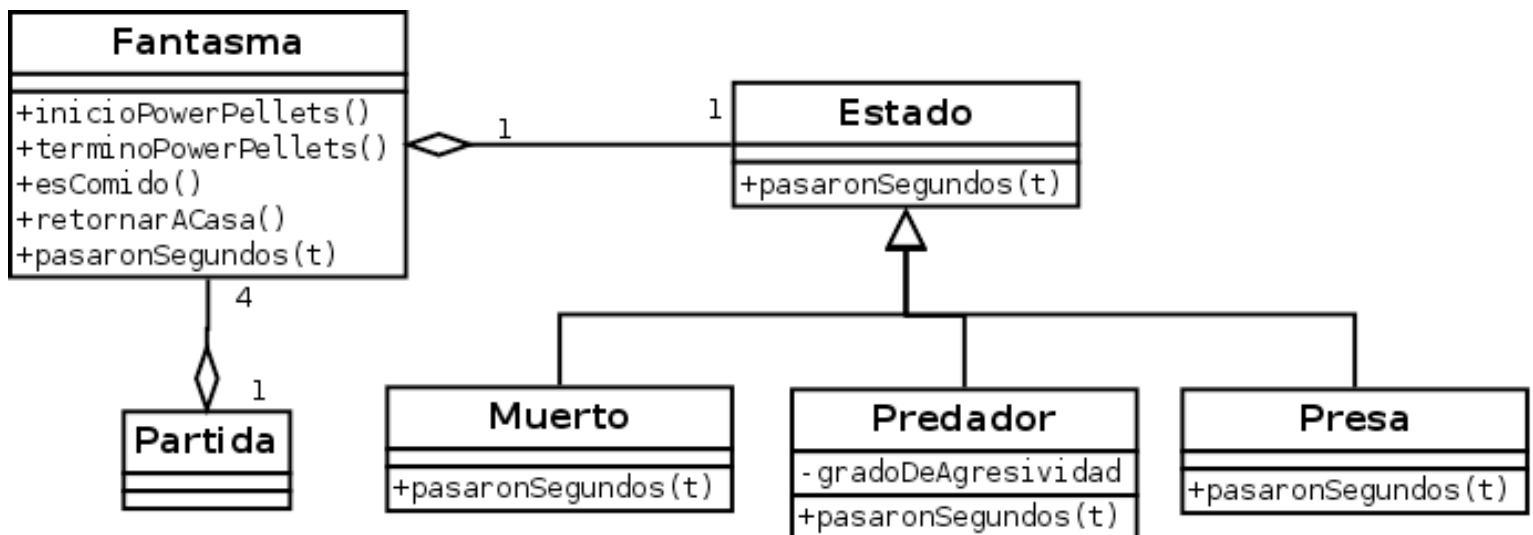 Fantasma
+inicioPowerPellets()
+terminoPowerPellets()
+esComido()
+retornarACasa()
+pasaronSegundos(t)
1
1
Estado
+pasaronSegundos(t)
4
1
Partida
Muerto
+pasaronSegundos(t)
Predador
-gradoDeAgresividad
+pasaronSegundos(t)
Presa
+pasaronSegundos(t)